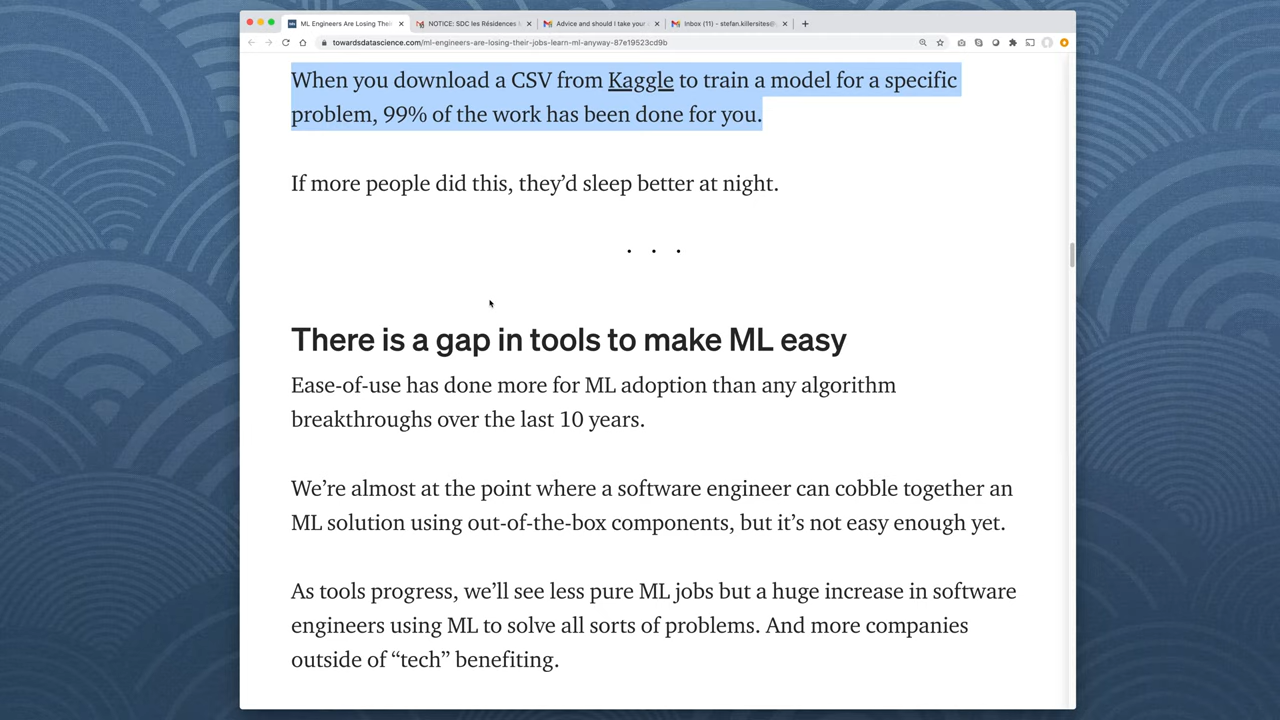 ML Engineers Are Losing Thei
NOTICE: SDC les Résidences
Advice and should I take your
Inbox (11) - stefan.killersites@
towardsdatascience.com/ml-engineers-are-losing-their-jobs-learn-ml-anyway-87e19523cd9b
When you download a CSV from Kaggle to train a model for a specific
problem, 99% of the work has been done for you.
If more people did this, they’d sleep better at night.
. . .
There is a gap in tools to make ML easy
Ease-of-use has done more for ML adoption than any algorithm
breakthroughs over the last 10 years.
We’re almost at the point where a software engineer can cobble together an
ML solution using out-of-the-box components, but it’s not easy enough yet.
As tools progress, we’ll see less pure ML jobs but a huge increase in software
engineers using ML to solve all sorts of problems. And more companies
outside of “tech” benefiting.